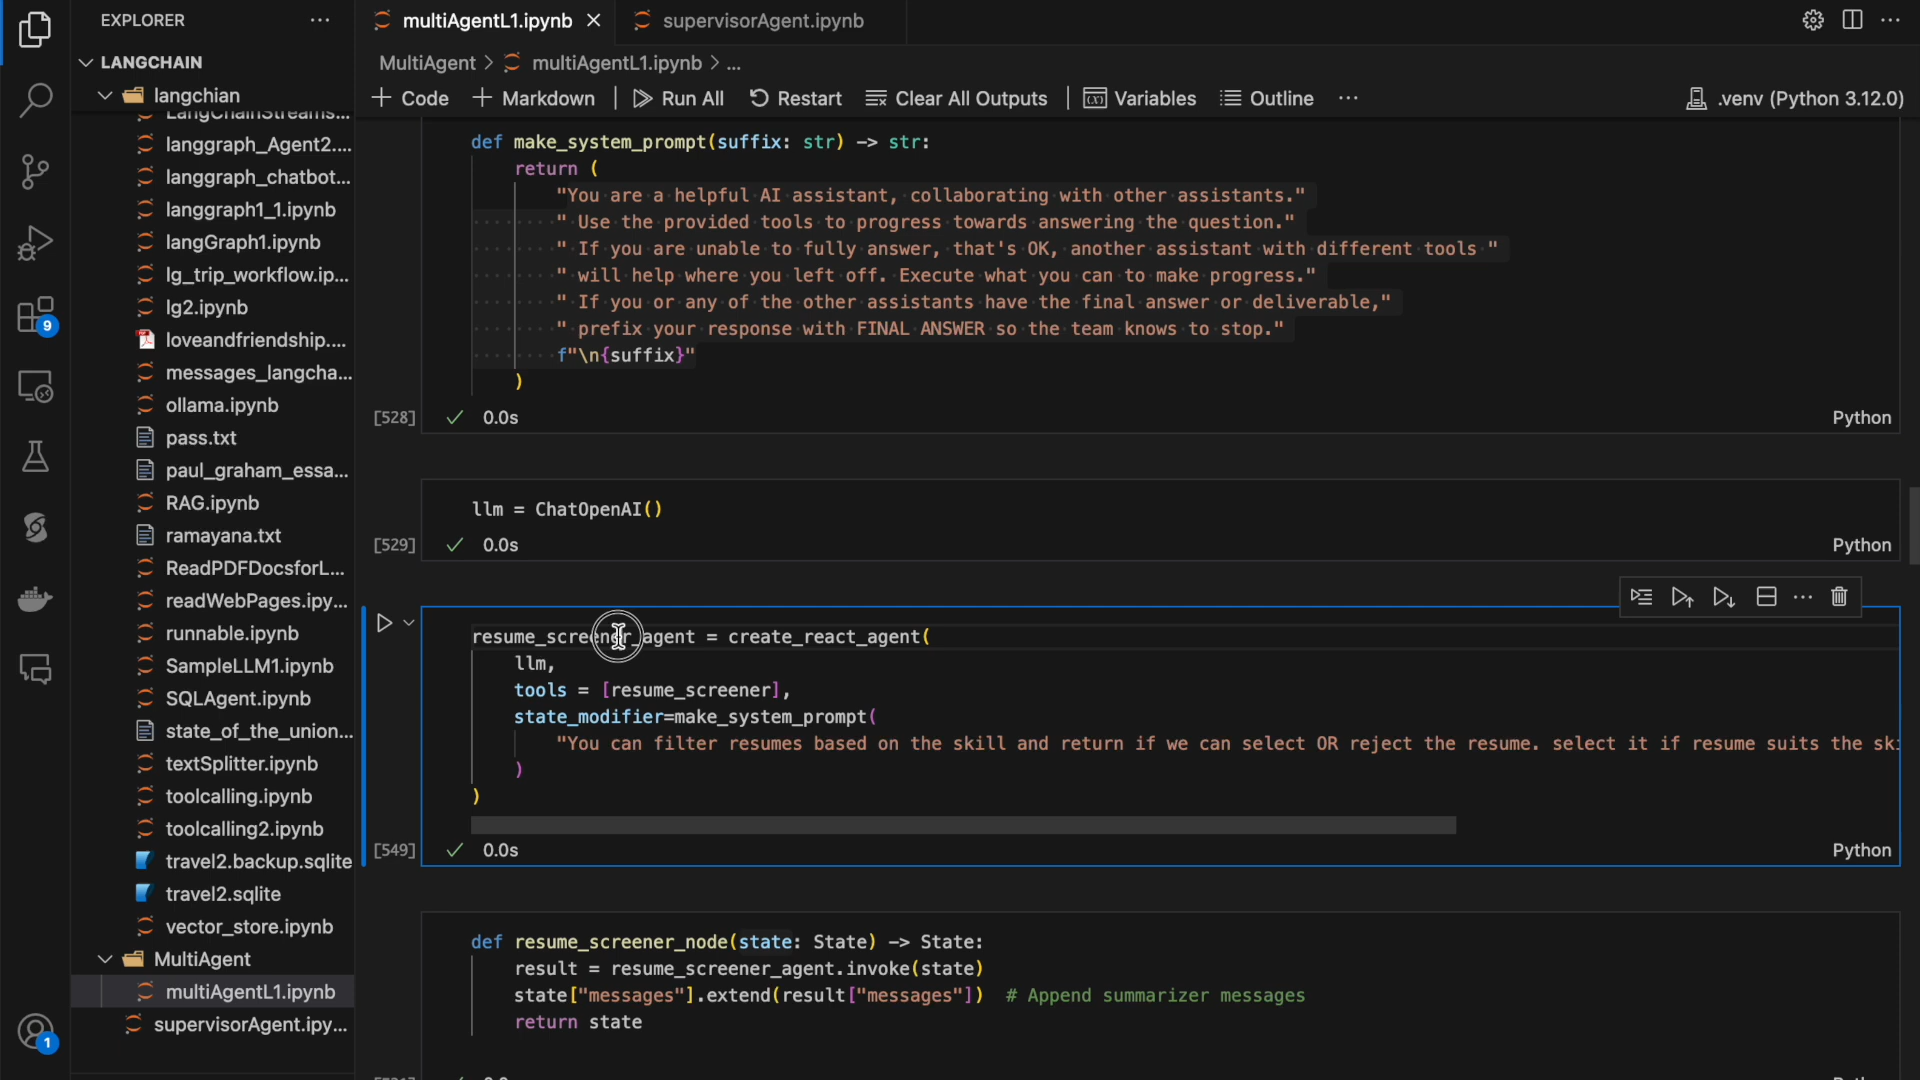 EXPLORER
LANGCHAIN
langchian
LangChainStreams...
langgraph_Agent2....
langgraph_chatbot...
langgraph1_1.ipynb
langGraph1.ipynb
lg_trip_workflow.ip...
lg2.ipynb
loveandfriendship....
messages_langcha...
ollama.ipynb
pass.txt
paul_graham_essa...
RAG.ipynb
ramayana.txt
ReadPDFDocsforL...
readWebPages.ipy...
runnable.ipynb
SampleLLM1.ipynb
SQLAgent.ipynb
state_of_the_union...
textSplitter.ipynb
toolcalling.ipynb
toolcalling2.ipynb
travel2.backup.sqlite
travel2.sqlite
vector_store.ipynb
MultiAgent
multiAgentL1.ipynb
supervisorAgent.ipy...
9
1
multiAgentL1.ipynb
supervisorAgent.ipynb
MultiAgent > multiAgentL1.ipynb > ...
+ Code + Markdown Run All Restart Clear All Outputs Variables Outline ... .venv (Python 3.12.0)
def make_system_prompt(suffix: str) -> str:
return (
"You are a helpful AI assistant, collaborating with other assistants."
" Use the provided tools to progress towards answering the question."
" If you are unable to fully answer, that's OK, another assistant with different tools "
" will help where you left off. Execute what you can to make progress."
" If you or any of the other assistants have the final answer or deliverable,"
" prefix your response with FINAL ANSWER so the team knows to stop."
f"\n{suffix}"
)
[528] 0.0s Python
llm = ChatOpenAI()
[529] 0.0s Python
resume_screener_agent = create_react_agent(
llm,
tools = [resume_screener],
state_modifier=make_system_prompt(
"You can filter resumes based on the skill and return if we can select OR reject the resume. select it if resume suits the ski
)
)
[549] 0.0s Python
def resume_screener_node(state: State) -> State:
result = resume_screener_agent.invoke(state)
state["messages"].extend(result["messages"]) # Append summarizer messages
return state